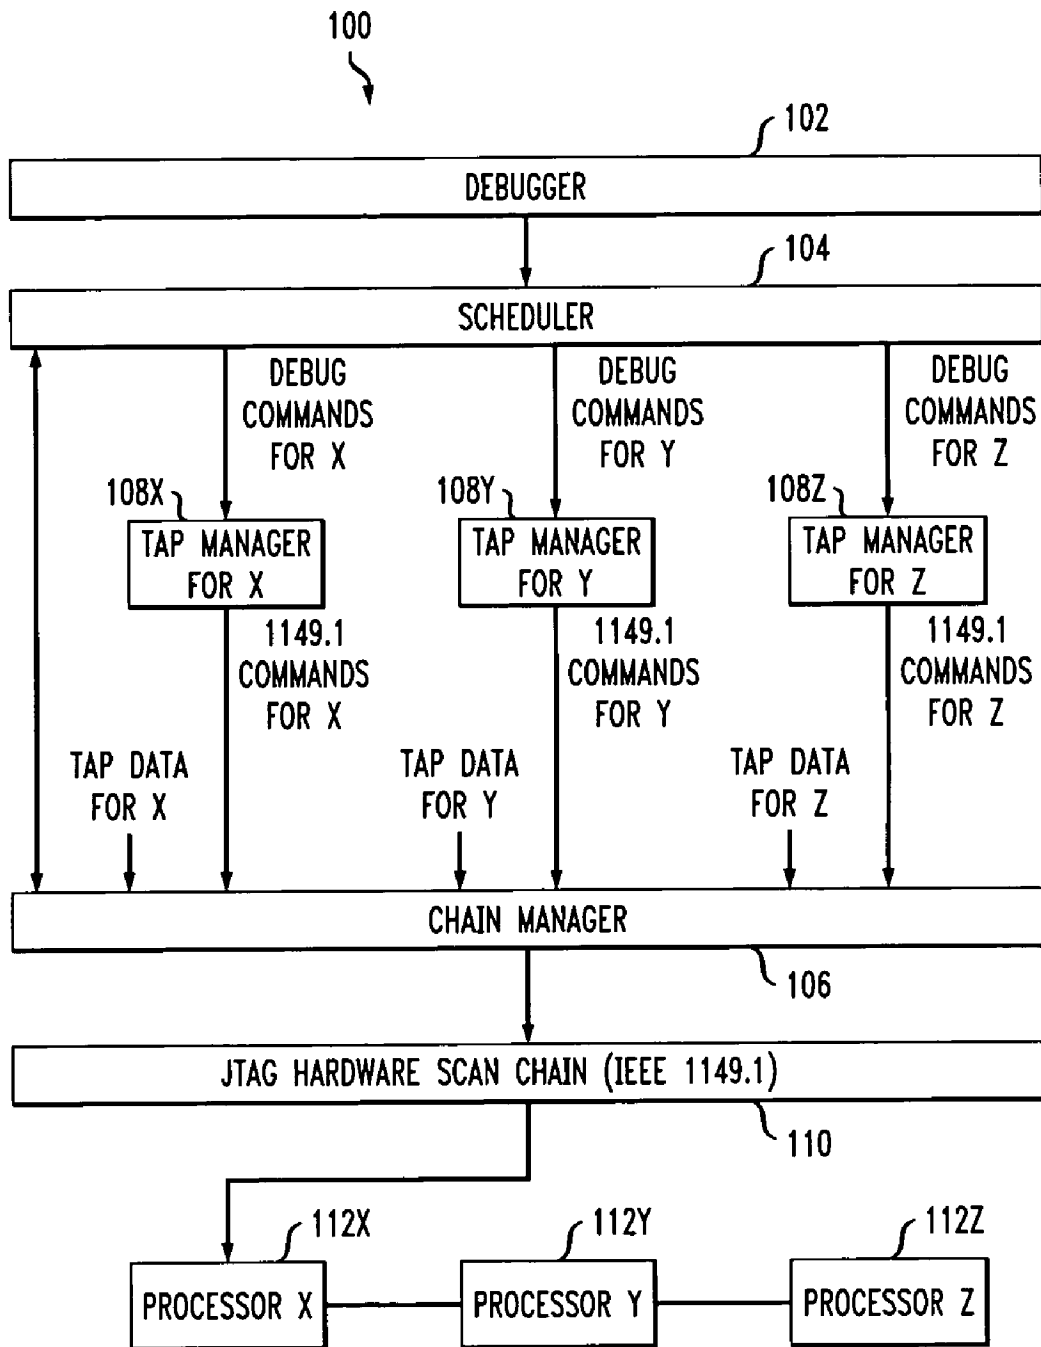 100
102
DEBUGGER
104
SCHEDULER
DEBUG
COMMANDS
FOR X
DEBUG
COMMANDS
FOR Y
DEBUG
COMMANDS
FOR Z
108X
TAP MANAGER
FOR X
108Y
TAP MANAGER
FOR Y
108Z
TAP MANAGER
FOR Z
1149.1
COMMANDS
FOR X
1149.1
COMMANDS
FOR Y
1149.1
COMMANDS
FOR Z
TAP DATA
FOR X
TAP DATA
FOR Y
TAP DATA
FOR Z
CHAIN MANAGER
106
JTAG HARDWARE SCAN CHAIN (IEEE 1149.1)
110
112X
PROCESSOR X
112Y
PROCESSOR Y
112Z
PROCESSOR Z